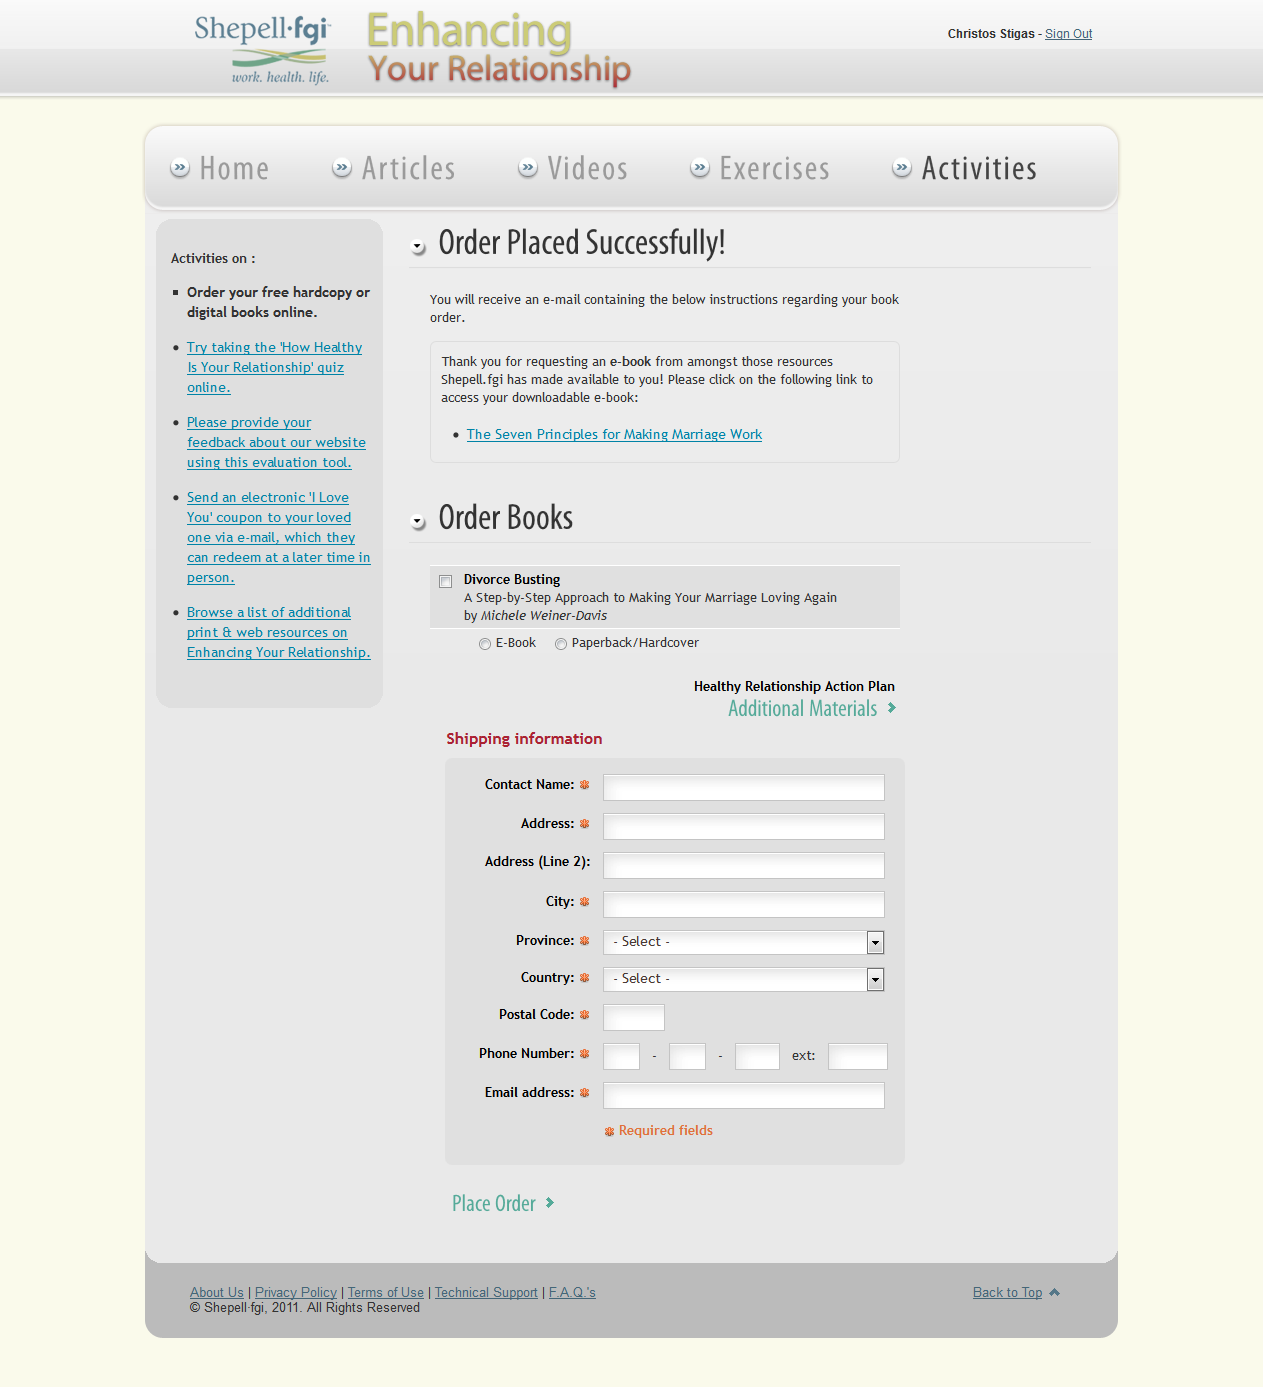 Shepell·fgi™
work. health. life.
Enhancing
Your Relationship
Christos Stigas - Sign Out
Home
Articles
Videos
Exercises
Activities
Activities on :
Order your free hardcopy or
digital books online.
Try taking the 'How Healthy
Is Your Relationship' quiz
online.
Please provide your
feedback about our website
using this evaluation tool.
Send an electronic 'I Love
You' coupon to your loved
one via e-mail, which they
can redeem at a later time in
person.
Browse a list of additional
print & web resources on
Enhancing Your Relationship.
Order Placed Successfully!
You will receive an e-mail containing the below instructions regarding your book
order.
Thank you for requesting an e-book from amongst those resources
Shepell.fgi has made available to you! Please click on the following link to
access your downloadable e-book:
The Seven Principles for Making Marriage Work
Order Books
Divorce Busting
A Step-by-Step Approach to Making Your Marriage Loving Again
by Michele Weiner-Davis
E-Book
Paperback/Hardcover
Healthy Relationship Action Plan
Additional Materials
Shipping information
Contact Name:
Address:
Address (Line 2):
City:
Province:
- Select -
Country:
- Select -
Postal Code:
Phone Number:
- - ext:
Email address:
Required fields
Place Order
About Us | Privacy Policy | Terms of Use | Technical Support | F.A.Q.'s
Back to Top
© Shepell·fgi, 2011. All Rights Reserved